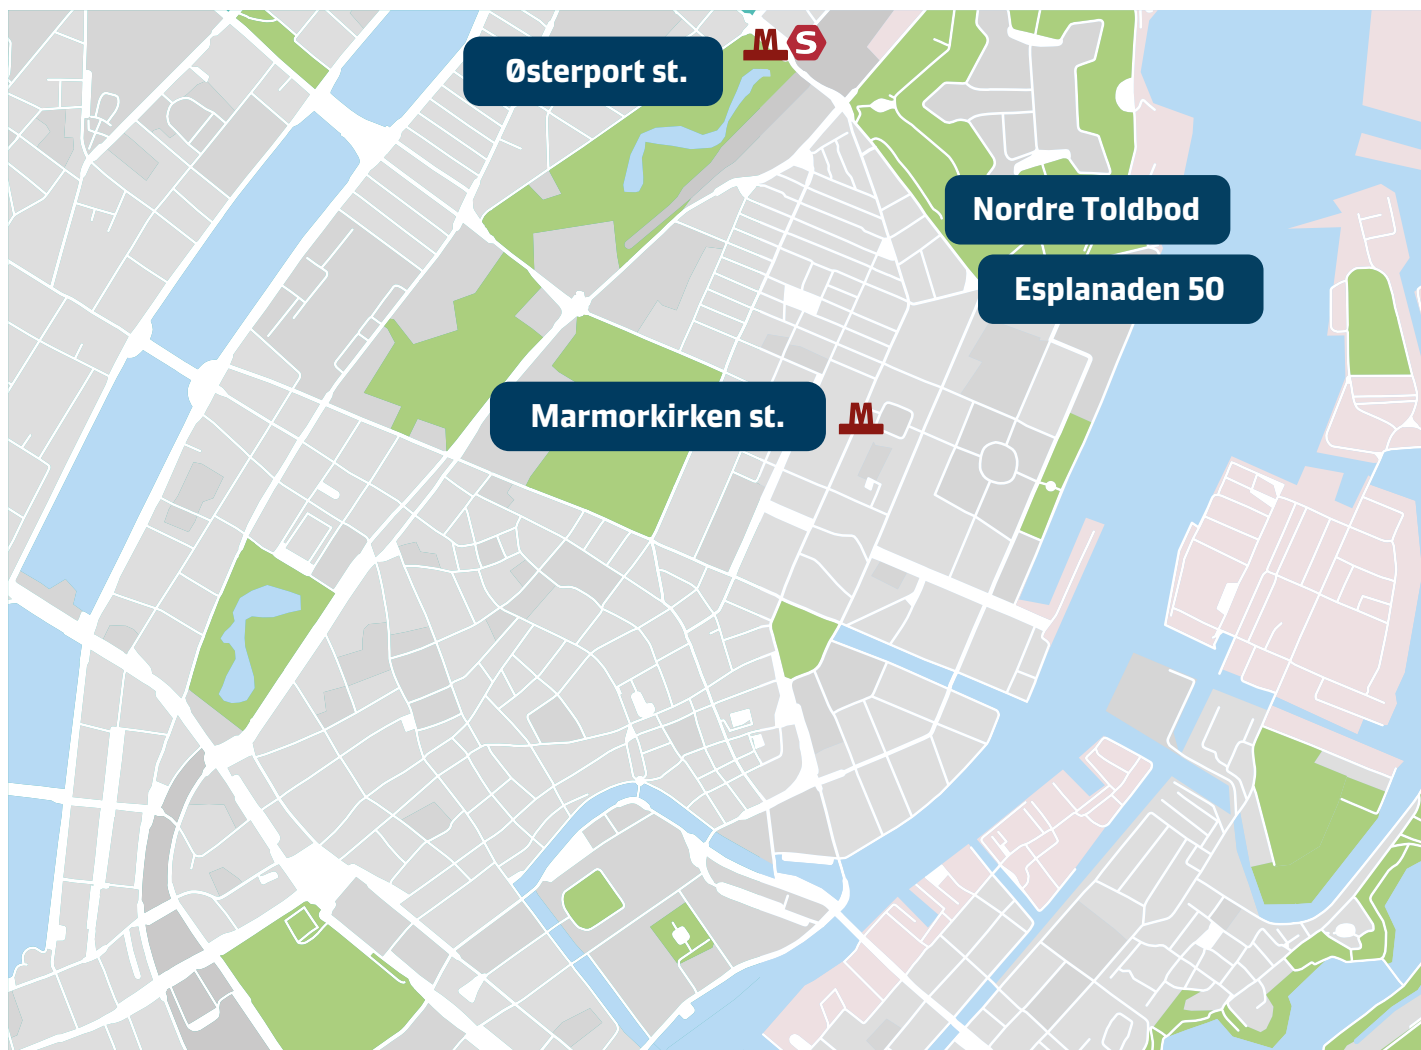 M S
Østerport st.
Nordre Toldbod
Esplanaden 50
Marmorkirken st.
M